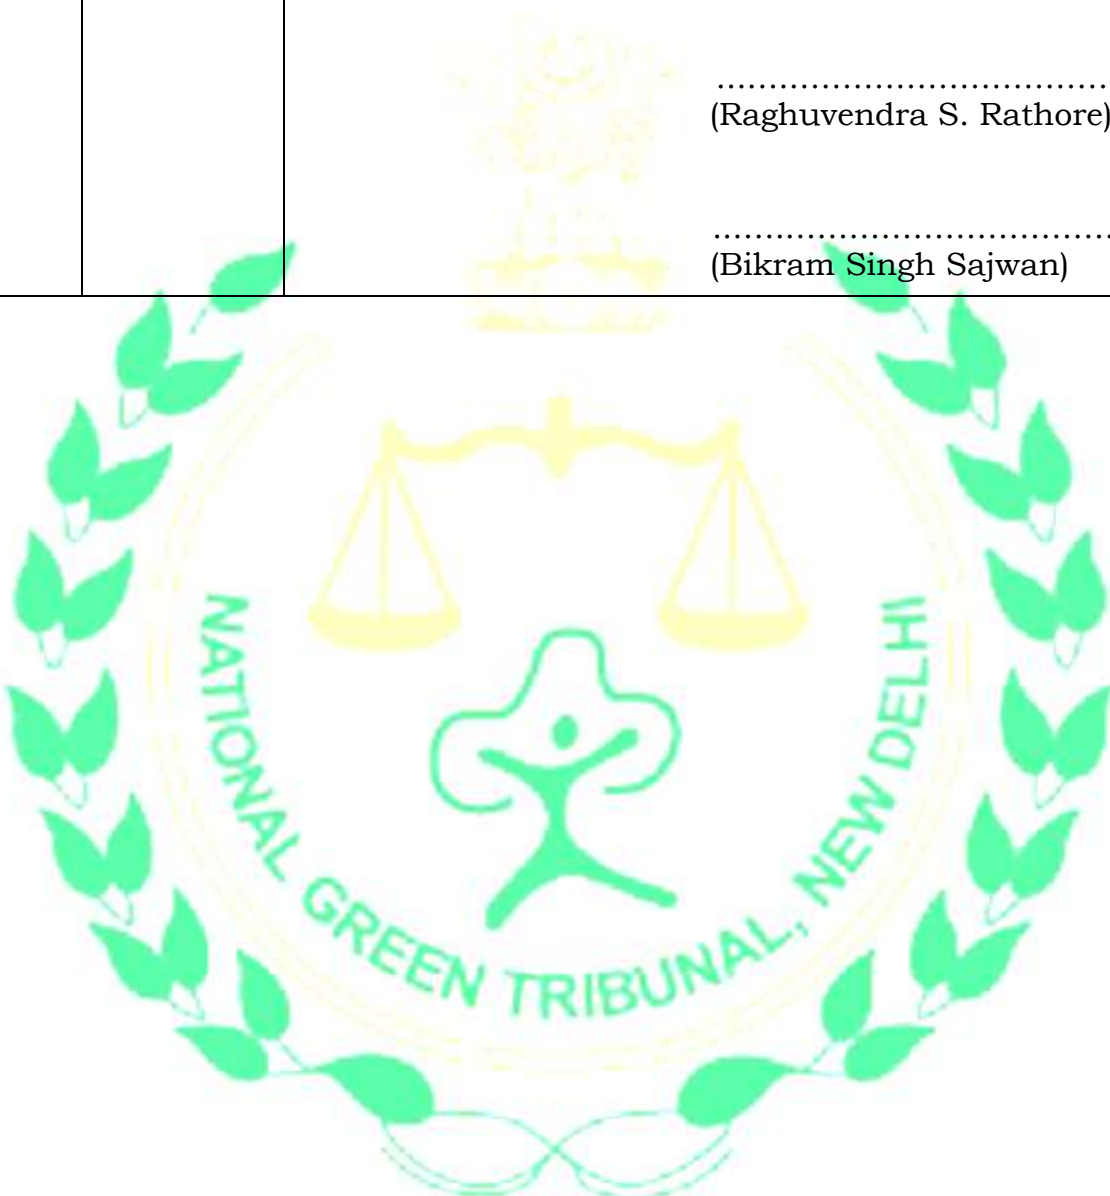 ....................................
(Raghuvendra S. Rathore)
.......................................
(Bikram Singh Sajwan)
NATIONAL GREEN TRIBUNAL, NEW DELHI